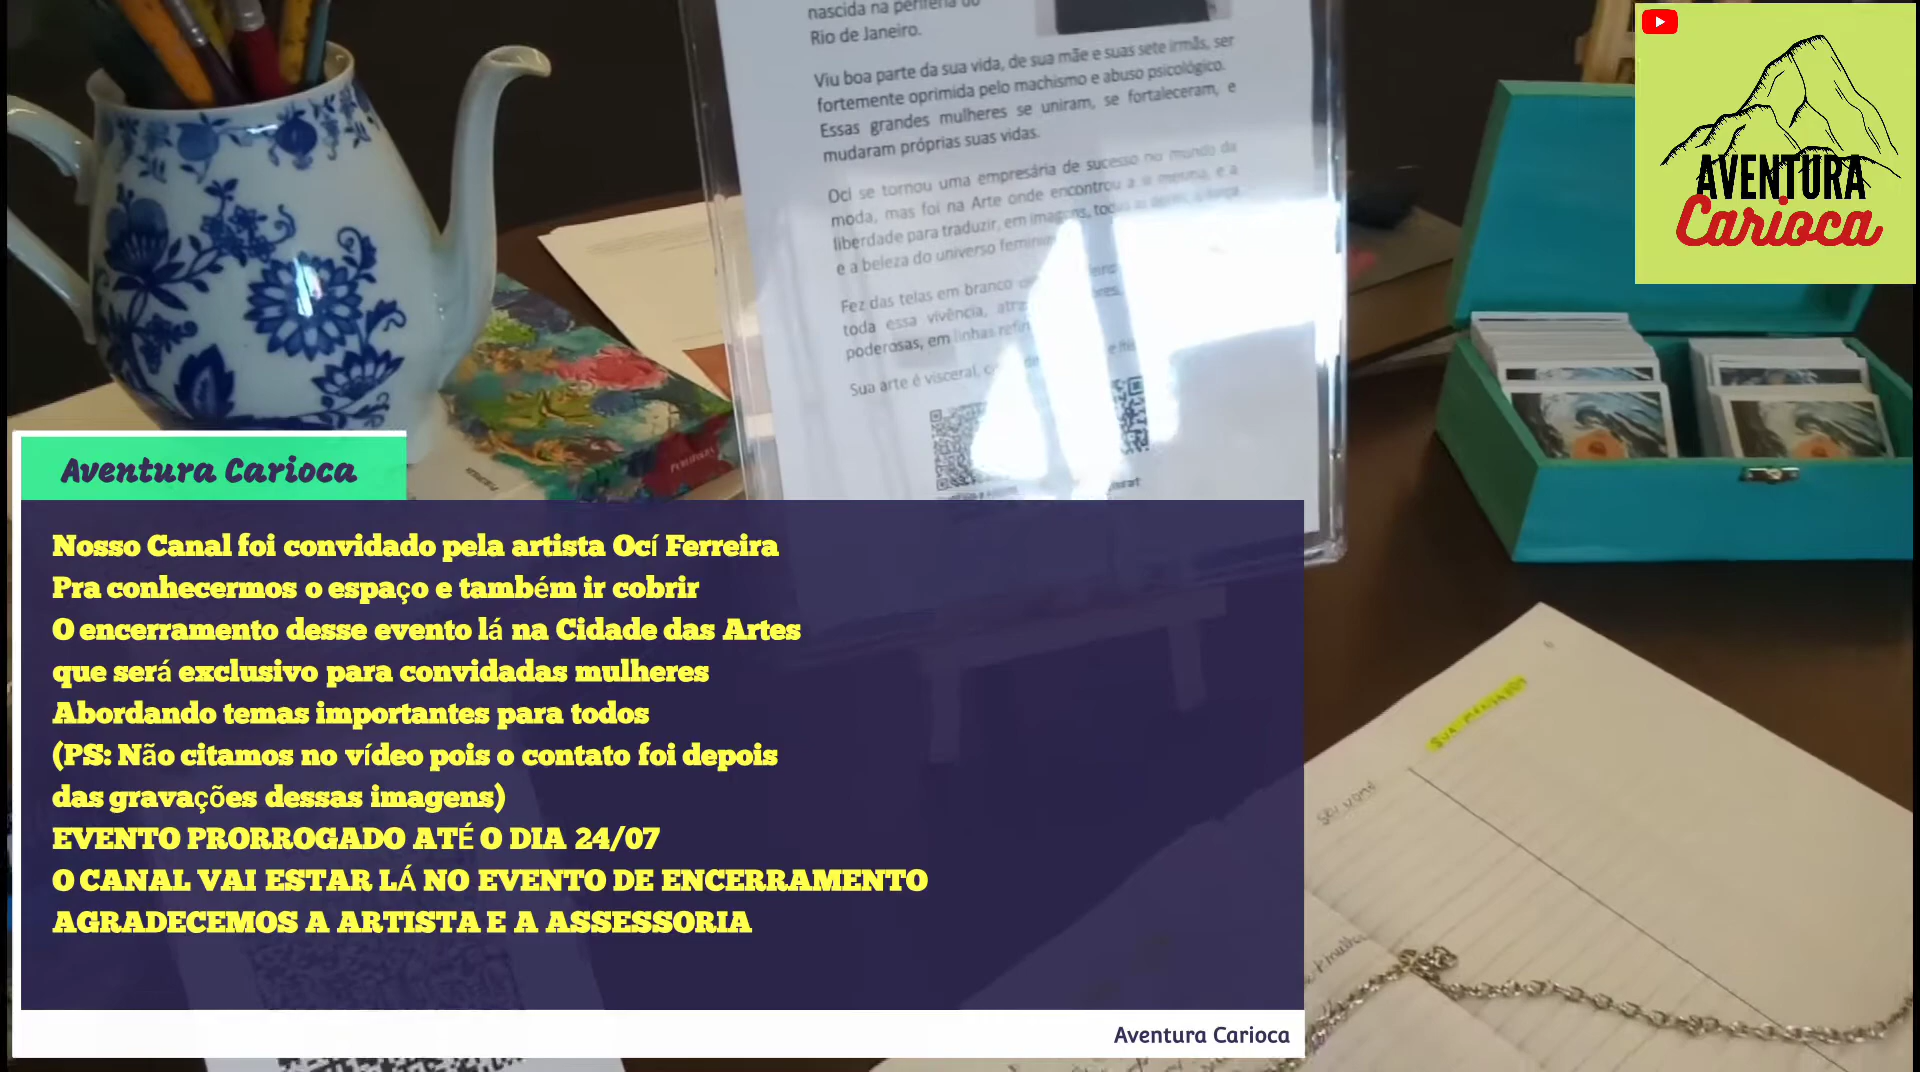 nascida na periferia do
Rio de Janeiro.
Viu boa parte da sua vida, de sua mãe e suas sete irmãs, ser
fortemente oprimida pelo machismo e abuso psicológico.
Essas grandes mulheres se uniram, se fortaleceram, e
mudaram próprias suas vidas.
Oci se tornou uma empresária de sucesso no mundo da
moda, mas foi na Arte onde encontrou a si mesma, e a
liberdade para traduzir, em imagens, todas as dores, a força
e a beleza do universo feminino
Fez das telas em branco
toda essa vivência,
poderosas, em linhas
Sua arte é visceral,
AVENTURA
Carioca
Aventura Carioca
Nosso Canal foi convidado pela artista Ocí Ferreira
Pra conhecermos o espaço e também ir cobrir
O encerramento desse evento lá na Cidade das Artes
que será exclusivo para convidadas mulheres
Abordando temas importantes para todos
(PS: Não citamos no vídeo pois o contato foi depois
das gravações dessas imagens)
EVENTO PRORROGADO ATÉ O DIA 24/07
O CANAL VAI ESTAR LÁ NO EVENTO DE ENCERRAMENTO
AGRADECEMOS A ARTISTA E A ASSESSORIA
Aventura Carioca